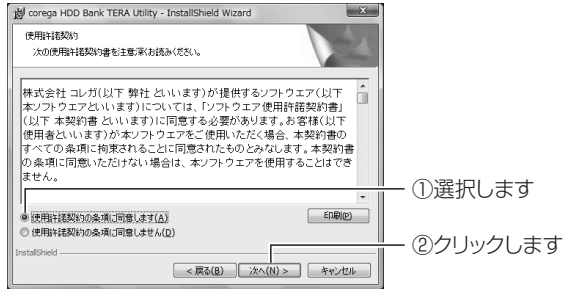 corega HDD Bank TERA Utility - InstallShield Wizard
使用許諾契約
次の使用許諾契約書を注意深くお読みください。
株式会社 コレガ(以下 弊社 といいます)が提供するソフトウェア(以下
本ソフトウェアといいます)については、「ソフトウェア使用許諾契約書」
(以下 本契約書 といいます)に同意する必要があります。お客様(以下
使用者といいます)が本ソフトウエアをご使用いただく場合、本契約書の
すべての条項に拘束されることに同意されたものとみなします。本契約書
の条項に同意いただけない場合は、本ソフトウエアを使用することはでき
ません。
①選択します
使用許諾契約の条項に同意します(A)
印刷(P)
使用許諾契約の条項に同意しません(D)
②クリックします
InstallShield
< 戻る(B)
次へ(N) >
キャンセル